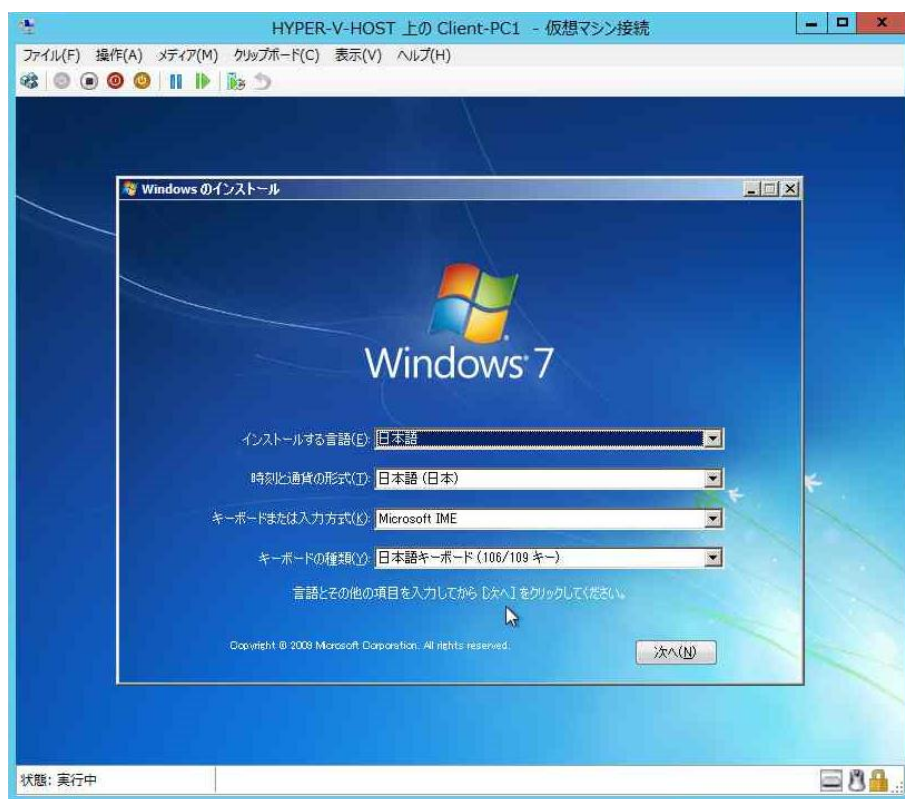 HYPER-V-HOST 上の Client-PC1 - 仮想マシン接続
ファイル(F) 操作(A) メディア(M) クリップボード(C) 表示(V) ヘルプ(H)
Windows のインストール
Windows 7
インストールする言語(E): 日本語
時刻と通貨の形式(T): 日本語 (日本)
キーボードまたは入力方式(K): Microsoft IME
キーボードの種類(Y): 日本語キーボード (106/109 キー)
言語とその他の項目を入力してから [次へ] をクリックしてください。
Copyright © 2009 Microsoft Corporation. All rights reserved.
次へ(N)
状態: 実行中